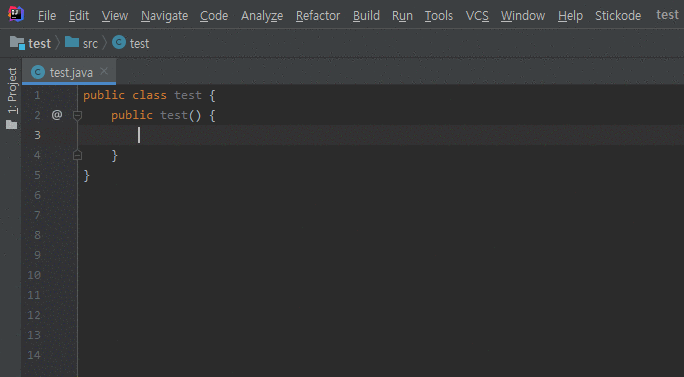 File Edit View Navigate Code Analyze Refactor Build Run Tools VCS Window Help Stickode test
test src test
1: Project
test.java
1 public class test {
2 @ public test() {
3
4 }
5 }
6
7
8
9
10
11
12
13
14